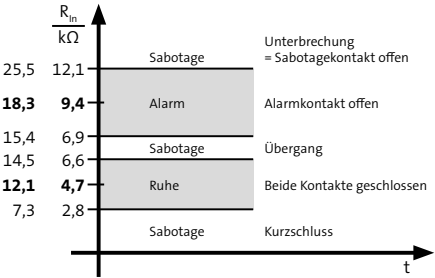 R_In
kΩ
Unterbrechung
Sabotage = Sabotagekontakt offen
25,5 12,1
18,3 9,4 Alarm Alarmkontakt offen
15,4 6,9
Sabotage Übergang
14,5 6,6
12,1 4,7 Ruhe Beide Kontakte geschlossen
7,3 2,8
Sabotage Kurzschluss
t